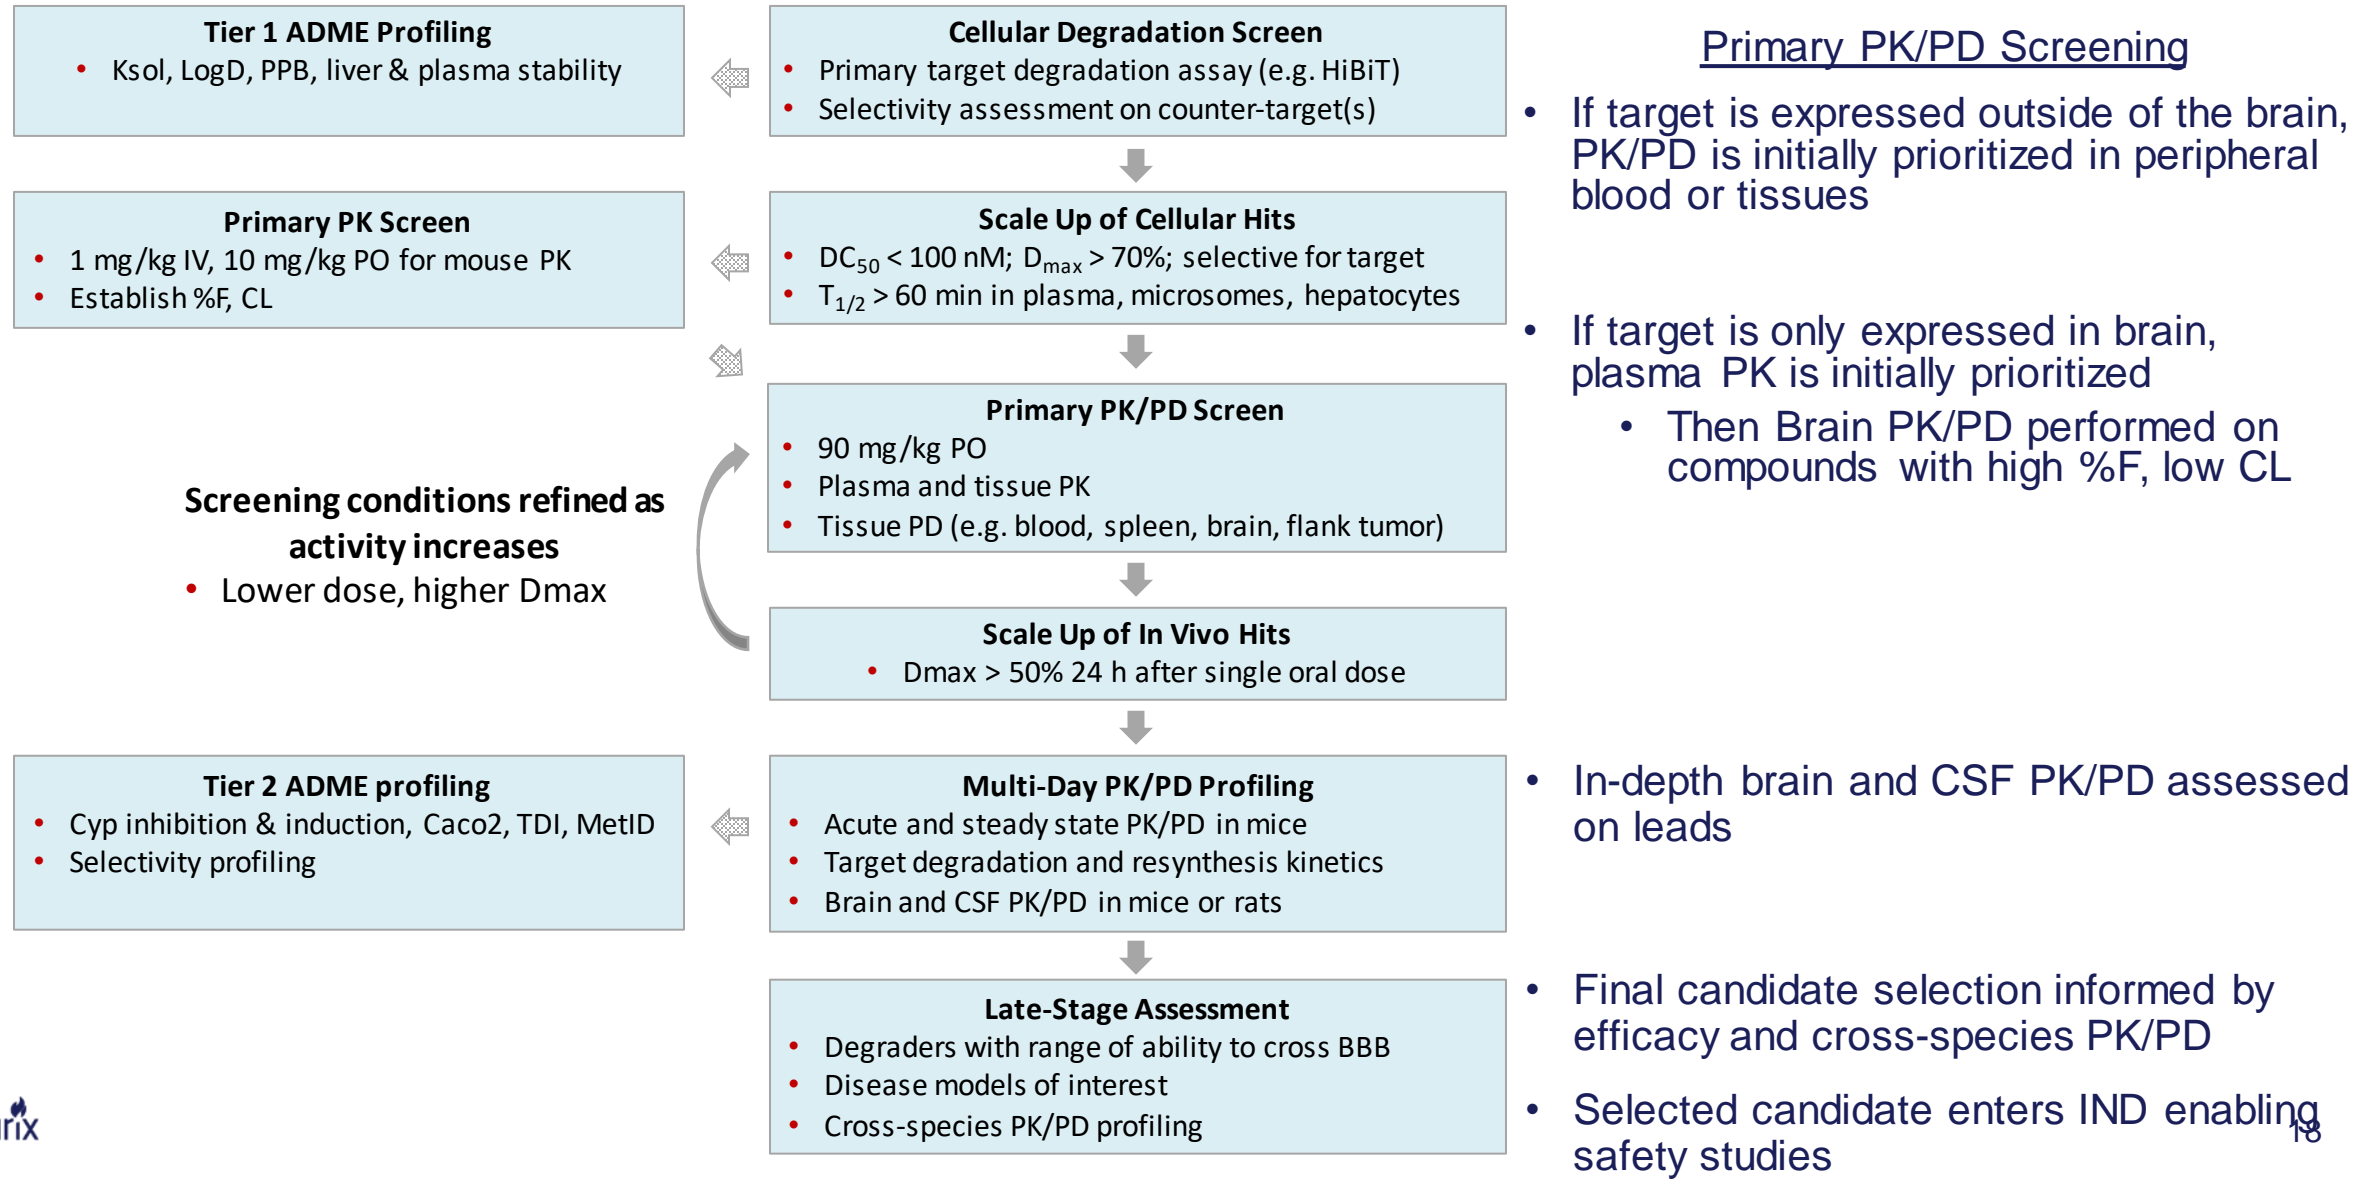 Tier 1 ADME Profiling
• Ksol, LogD, PPB, liver & plasma stability
Cellular Degradation Screen
• Primary target degradation assay (e.g. HiBiT)
• Selectivity assessment on counter-target(s)
Primary PK Screen
• 1 mg/kg IV, 10 mg/kg PO for mouse PK
• Establish %F, CL
Scale Up of Cellular Hits
• DC50 < 100 nM; Dmax > 70%; selective for target
• T1/2 > 60 min in plasma, microsomes, hepatocytes
Primary PK/PD Screen
• 90 mg/kg PO
• Plasma and tissue PK
• Tissue PD (e.g. blood, spleen, brain, flank tumor)
Screening conditions refined as
activity increases
• Lower dose, higher Dmax
Scale Up of In Vivo Hits
• Dmax > 50% 24 h after single oral dose
Tier 2 ADME profiling
• Cyp inhibition & induction, Caco2, TDI, MetID
• Selectivity profiling
Multi-Day PK/PD Profiling
• Acute and steady state PK/PD in mice
• Target degradation and resynthesis kinetics
• Brain and CSF PK/PD in mice or rats
Late-Stage Assessment
• Degraders with range of ability to cross BBB
• Disease models of interest
• Cross-species PK/PD profiling
Primary PK/PD Screening
• If target is expressed outside of the brain,
PK/PD is initially prioritized in peripheral
blood or tissues
• If target is only expressed in brain,
plasma PK is initially prioritized
• Then Brain PK/PD performed on
compounds with high %F, low CL
• In-depth brain and CSF PK/PD assessed
on leads
• Final candidate selection informed by
efficacy and cross-species PK/PD
• Selected candidate enters IND enabling
safety studies
18